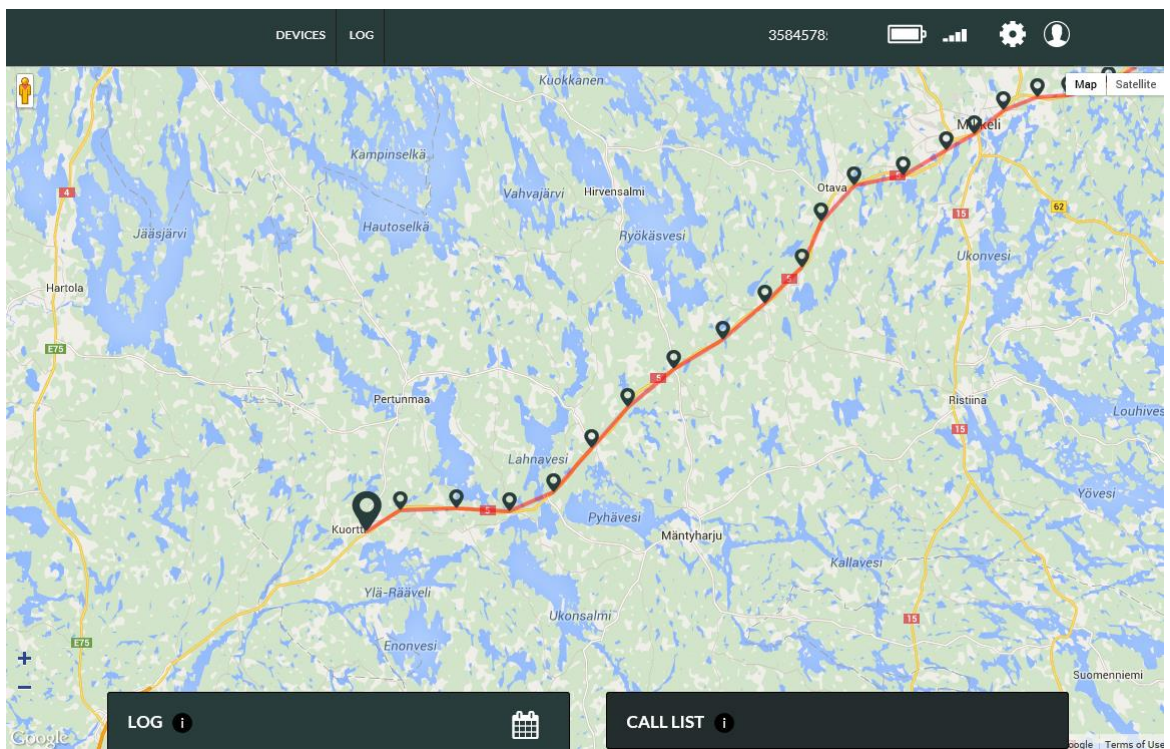 DEVICES LOG 3584578:
Map Satellite
Kuokkanen
Mikkeli
Kampinselkä
4
Vahvajärvi
Hirvensalmi
Otava
5
62
15
Hautoselkä
Jääsjärvi
Ryökäsvesi
Ukonvesi
5
Hartola
E75
5
Pertunmaa
Ristiina
Louhives
15
Lahnavesi
Yövesi
5
Kuortti
Pyhävesi
Mäntyharju
Kallavesi
Ylä-Rääveli
Ukonsalmi
15
E75
Enonvesi
Suomenniemi
+
−
LOG i
CALL LIST i
Google
oogle Terms of Use